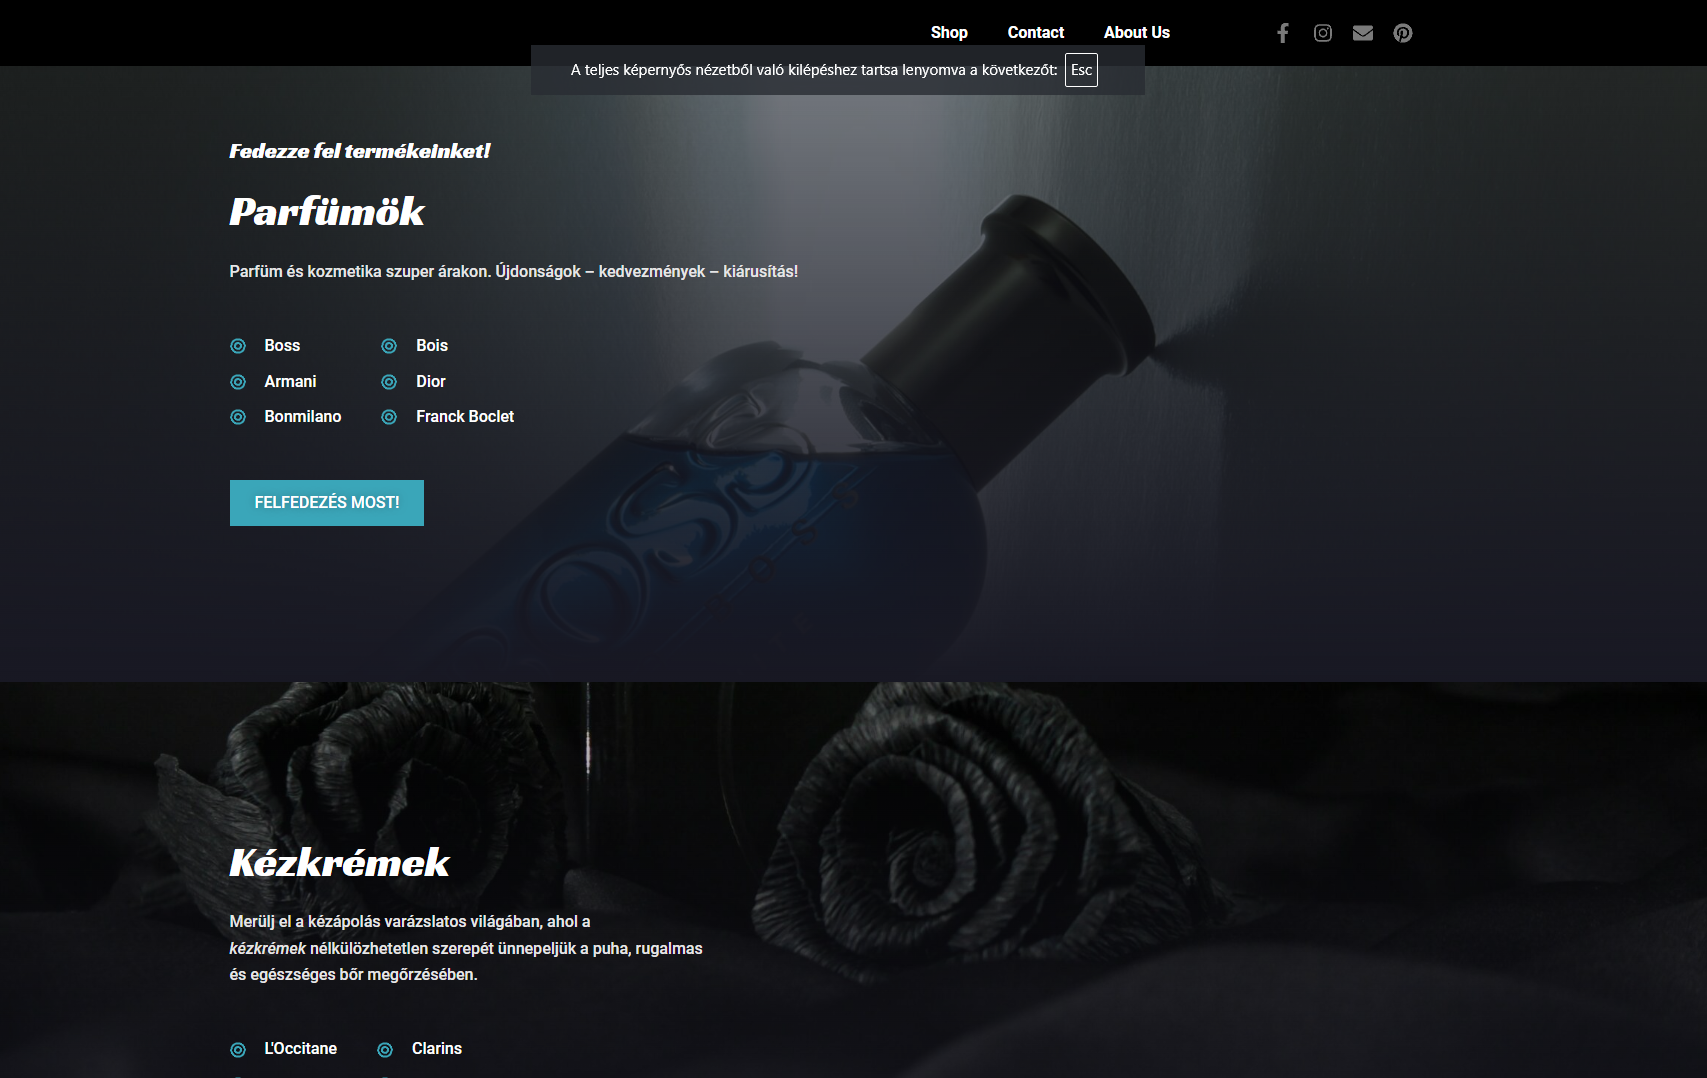 Shop Contact About Us
A teljes képernyős nézetből való kilépéshez tartsa lenyomva a következőt: Esc
Fedezze fel termékeinket!
Parfümök
Parfüm és kozmetika szuper árakon. Újdonságok – kedvezmények – kiárusítás!
Boss Bois
Armani Dior
Bonmilano Franck Boclet
FELFEDEZÉS MOST!
Kézkrémek
Merülj el a kézápolás varázslatos világában, ahol a
kézkrémek nélkülözhetetlen szerepét ünnepeljük a puha, rugalmas
és egészséges bőr megőrzésében.
L'Occitane Clarins